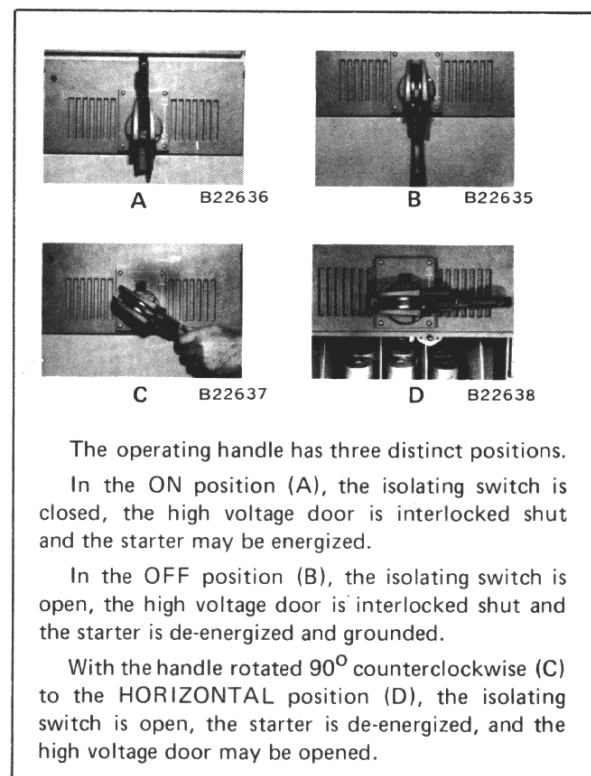 A B22636
B B22635
C B22637
D B22638
The operating handle has three distinct positions.
In the ON position (A), the isolating switch is
closed, the high voltage door is interlocked shut
and the starter may be energized.
In the OFF position (B), the isolating switch is
open, the high voltage door is interlocked shut and
the starter is de-energized and grounded.
With the handle rotated 90° counterclockwise (C)
to the HORIZONTAL position (D), the isolating
switch is open, the starter is de-energized, and the
high voltage door may be opened.